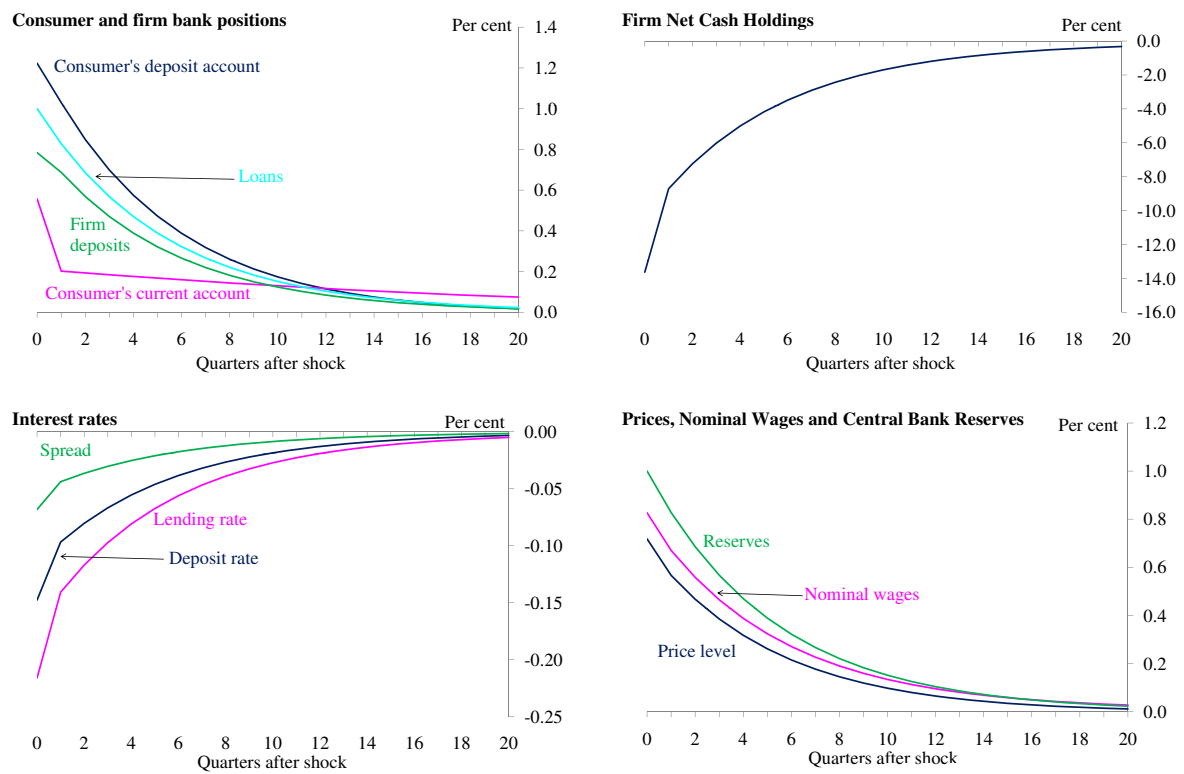 Consumer and firm bank positions
Per cent
1.4
1.2
1.0
0.8
0.6
0.4
0.2
0.0
Consumer's deposit account
Loans
Firm
deposits
Consumer's current account
0 2 4 6 8 10 12 14 16 18 20
Quarters after shock
Firm Net Cash Holdings
Per cent
0.0
-2.0
-4.0
-6.0
-8.0
-10.0
-12.0
-14.0
-16.0
0 2 4 6 8 10 12 14 16 18 20
Quarters after shock
Interest rates
Per cent
0.00
-0.05
-0.10
-0.15
-0.20
-0.25
Spread
Lending rate
Deposit rate
0 2 4 6 8 10 12 14 16 18 20
Quarters after shock
Prices, Nominal Wages and Central Bank Reserves
Per cent
1.2
1.0
0.8
0.6
0.4
0.2
0.0
Reserves
Nominal wages
Price level
0 2 4 6 8 10 12 14 16 18 20
Quarters after shock